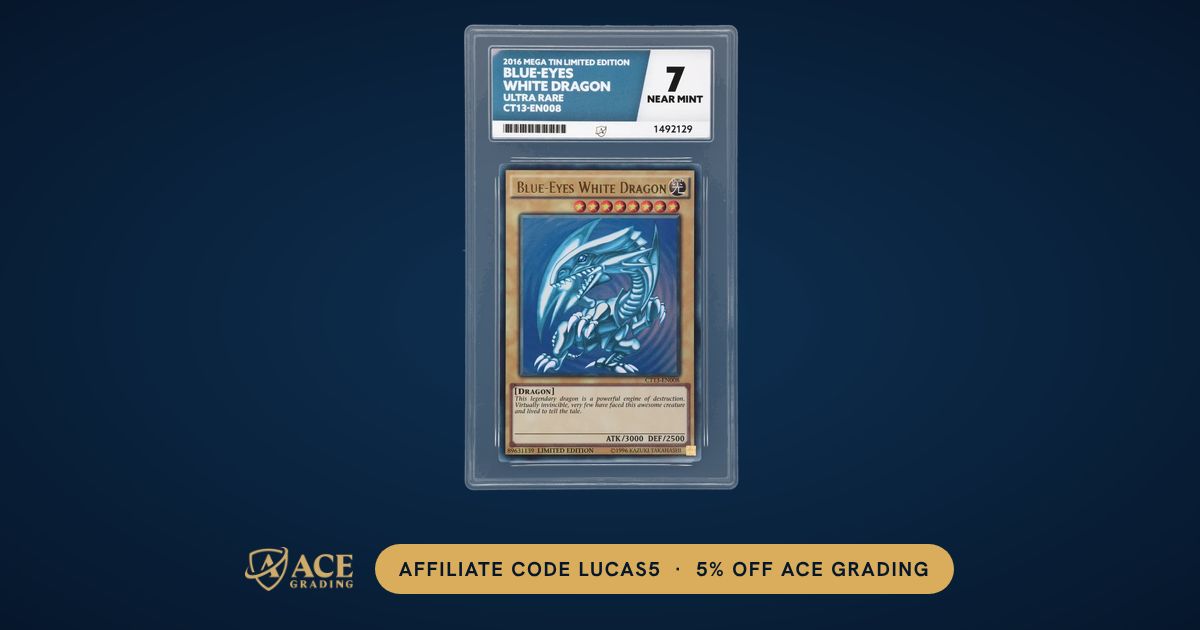 2016 MEGA TIN LIMITED EDITION
BLUE-EYES
WHITE DRAGON
ULTRA RARE
CT13-EN008
7
NEAR MINT
1492129
BLUE-EYES WHITE DRAGON
光
CT13-EN008
[DRAGON]
This legendary dragon is a powerful engine of destruction.
Virtually invincible, very few have faced this awesome creature
and lived to tell the tale.
ATK/3000 DEF/2500
89631139 LIMITED EDITION ©1996 KAZUKI TAKAHASHI
ACE
GRADING
AFFILIATE CODE LUCAS5 · 5% OFF ACE GRADING